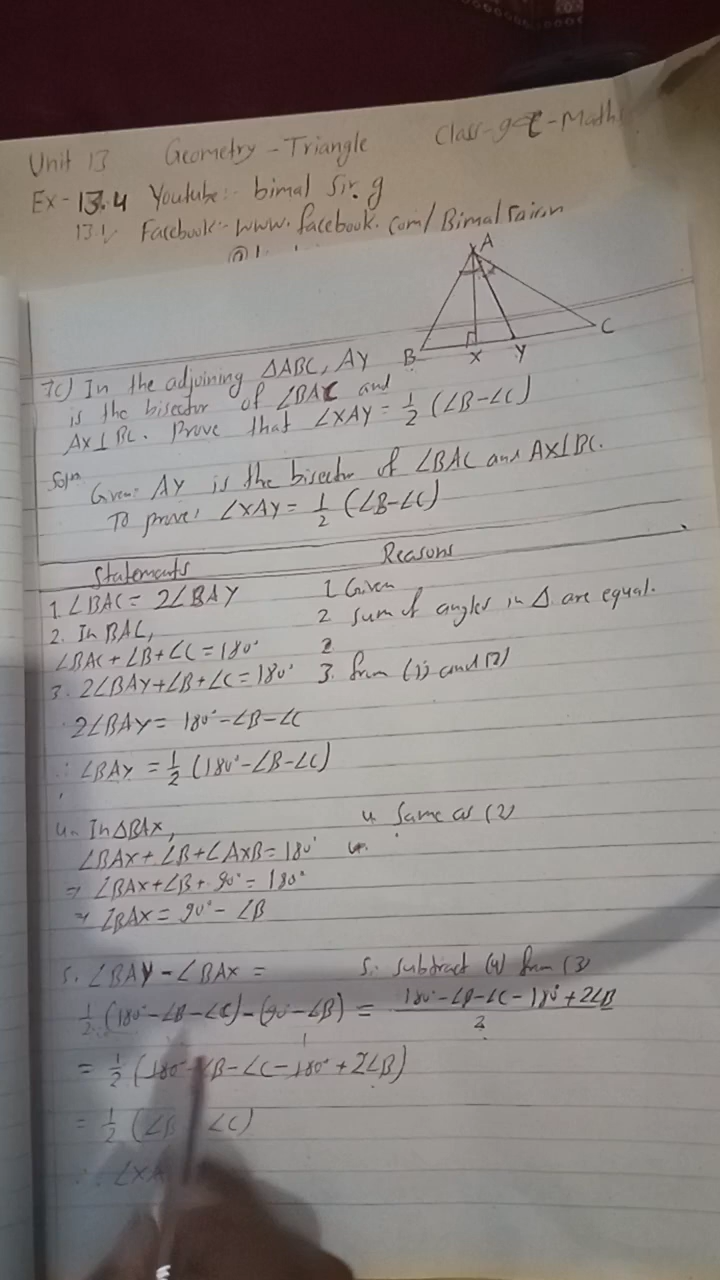 Unit 13 Geometry - Triangle Class-9 - Maths
Ex - 13.4 Youtube:- bimal Sir. g
13.1 Facebook:- www.facebook.com/Bimal
A
B X Y C
7c) In the adjoining ΔABC, AY
is the bisector of ∠BAC and
AX⊥BC. Prove that ∠XAY = 1/2 (∠B-∠C)
Soln
Given: AY is the bisector of ∠BAC and AX⊥BC.
To prove: ∠XAY = 1/2 (∠B-∠C)
Statements Reasons
1. ∠BAC = 2∠BAY 1 Given
2. In BAC, 2 Sum of angles in Δ are equal.
∠BAC + ∠B + ∠C = 180° 2
3. 2∠BAY + ∠B + ∠C = 180° 3. from (1) and (2)
2∠BAY = 180° - ∠B - ∠C
∴ ∠BAY = 1/2 (180° - ∠B - ∠C)
4. In ΔBAX, 4. Same as (2)
∠BAX + ∠B + ∠AXB = 180° 4.
⇒ ∠BAX + ∠B + 90° = 180°
⇒ ∠BAX = 90° - ∠B
5. ∠BAY - ∠BAX = 5. Subtract (4) from (3)
1/2 (180° - ∠B - ∠C) - (90° - ∠B) = (180° - ∠B - ∠C - 180° + 2∠B)/2
= 1/2 (180° - ∠B - ∠C - 180° + 2∠B)
= 1/2 (∠B ∠C)
∴ ∠XA